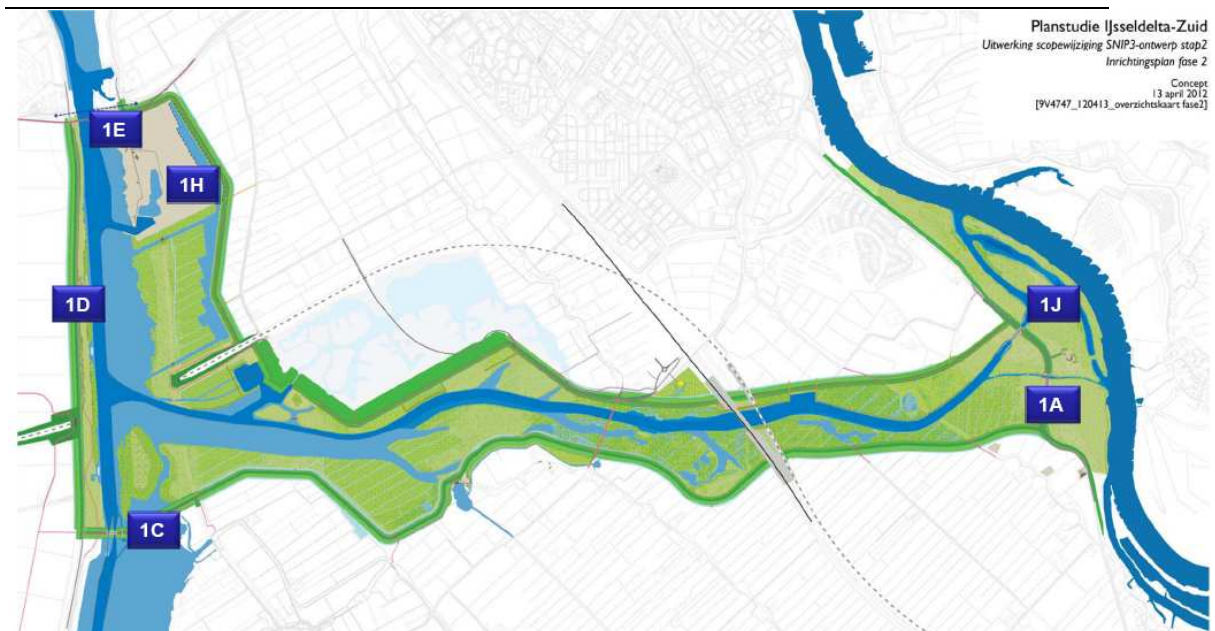 Planstudie IJsseldelta-Zuid
Uitwerking scopewijziging SNIP3-ontwerp stap2
Inrichtingsplan fase 2
Concept
13 april 2012
[9V4747_120413_overzichtskaart fase2]
1E
1H
1D
1J
1A
1C